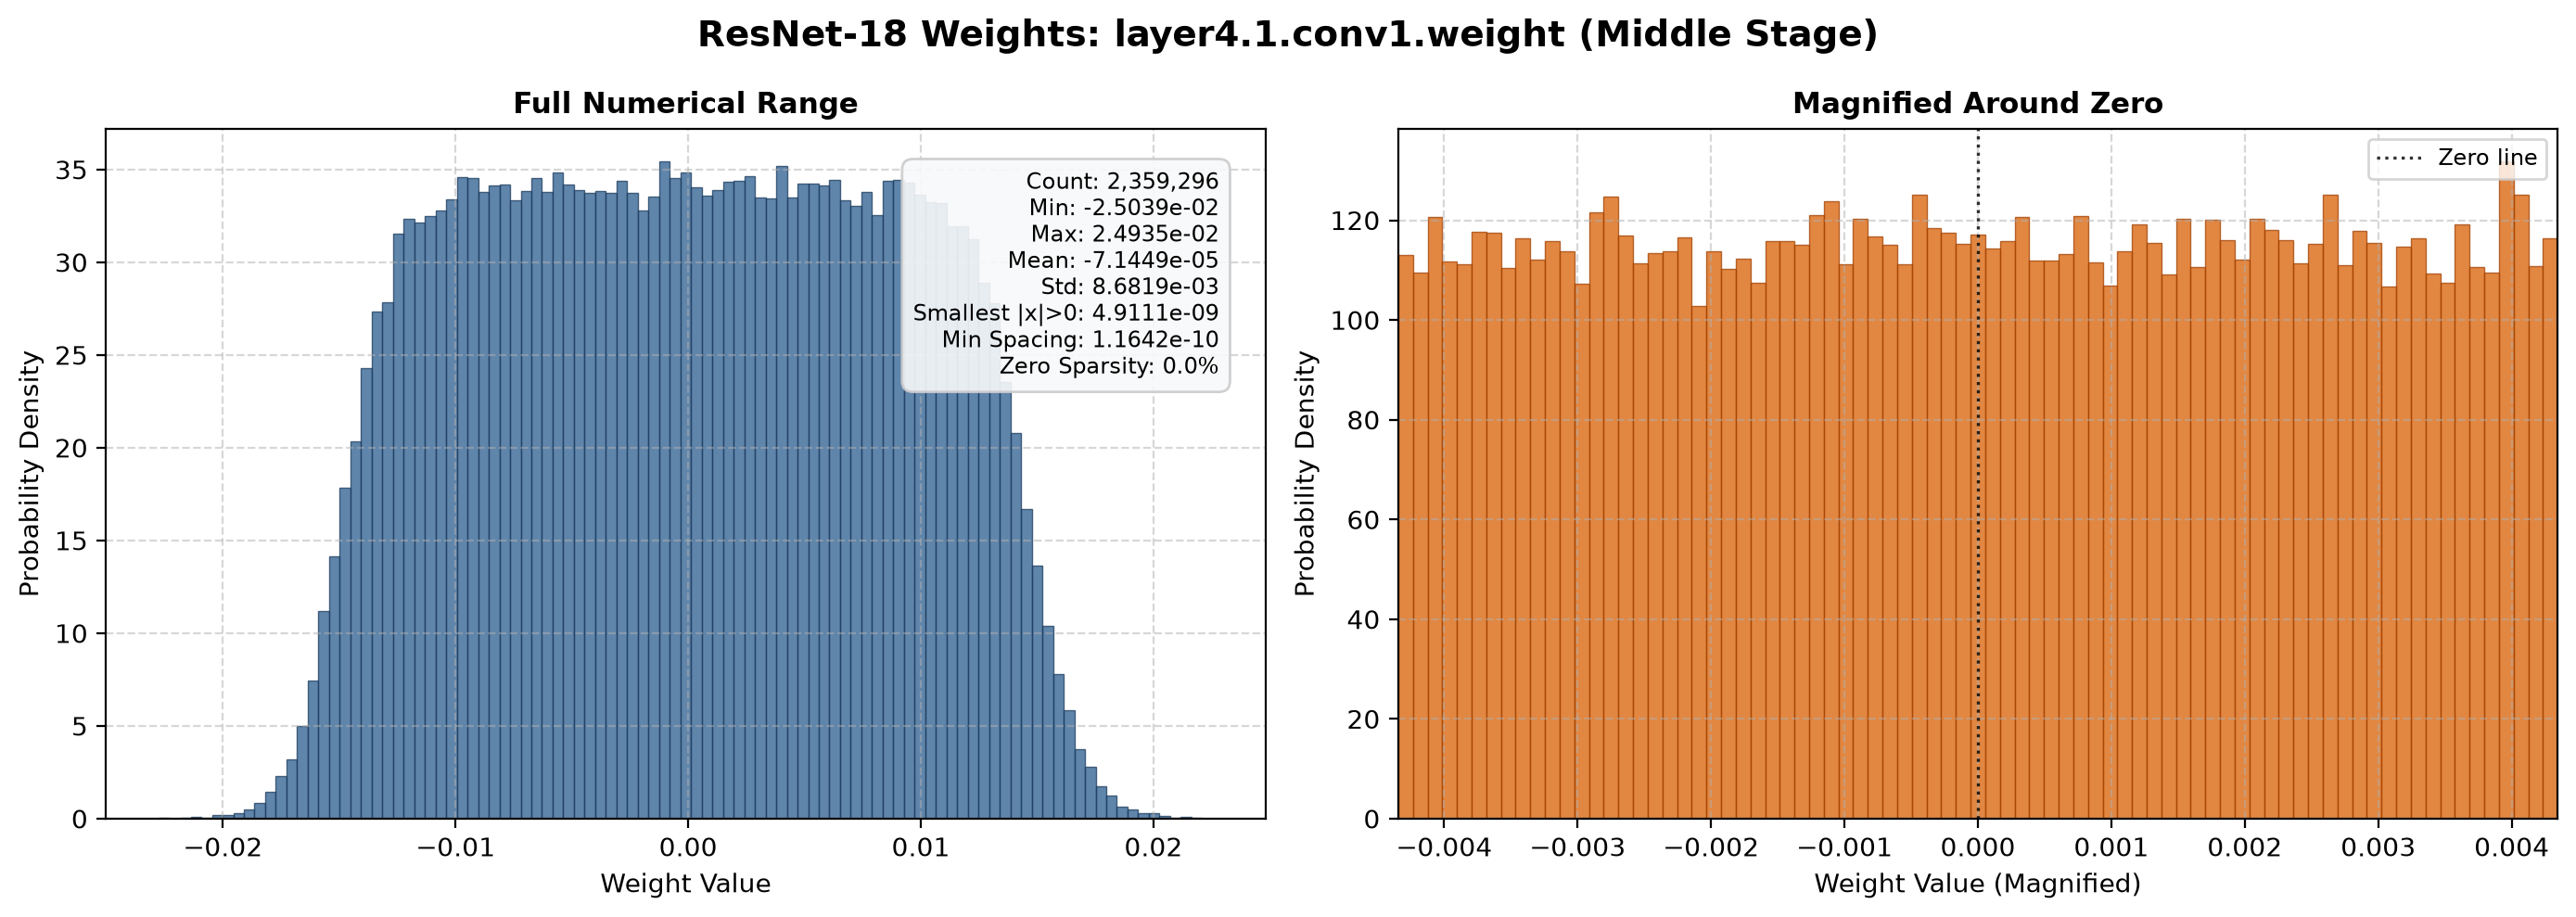 ResNet-18 Weights: layer4.1.conv1.weight (Middle Stage)
Full Numerical Range
Probability Density
35
30
25
20
15
10
5
0
Count: 2,359,296
Min: -2.5039e-02
Max: 2.4935e-02
Mean: -7.1449e-05
Std: 8.6819e-03
Smallest |x|>0: 4.9111e-09
Min Spacing: 1.1642e-10
Zero Sparsity: 0.0%
−0.02 −0.01 0.00 0.01 0.02
Weight Value
Magnified Around Zero
Probability Density
120
100
80
60
40
20
0
Zero line
−0.004 −0.003 −0.002 −0.001 0.000 0.001 0.002 0.003 0.004
Weight Value (Magnified)